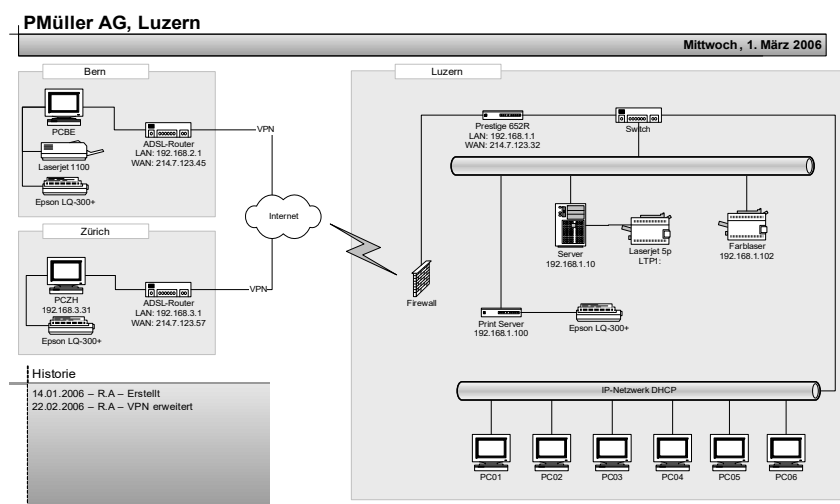 PMüller AG, Luzern
Mittwoch, 1. März 2006
Bern
PCBE
Laserjet 1100
Epson LQ-300+
ADSL-Router
LAN: 192.168.2.1
WAN: 214.7.123.45
VPN
Zürich
PCZH
192.168.3.31
Epson LQ-300+
ADSL-Router
LAN: 192.168.3.1
WAN: 214.7.123.57
VPN
Internet
Luzern
Prestige 652R
LAN: 192.168.1.1
WAN: 214.7.123.32
Switch
Server
192.168.1.10
Laserjet 5p
LTP1:
Farblaser
192.168.1.102
Firewall
Print Server
192.168.1.100
Epson LQ-300+
IP-Netzwerk DHCP
PC01
PC02
PC03
PC04
PC05
PC06
Historie
14.01.2006 – R.A – Erstellt
22.02.2006 – R.A – VPN erweitert